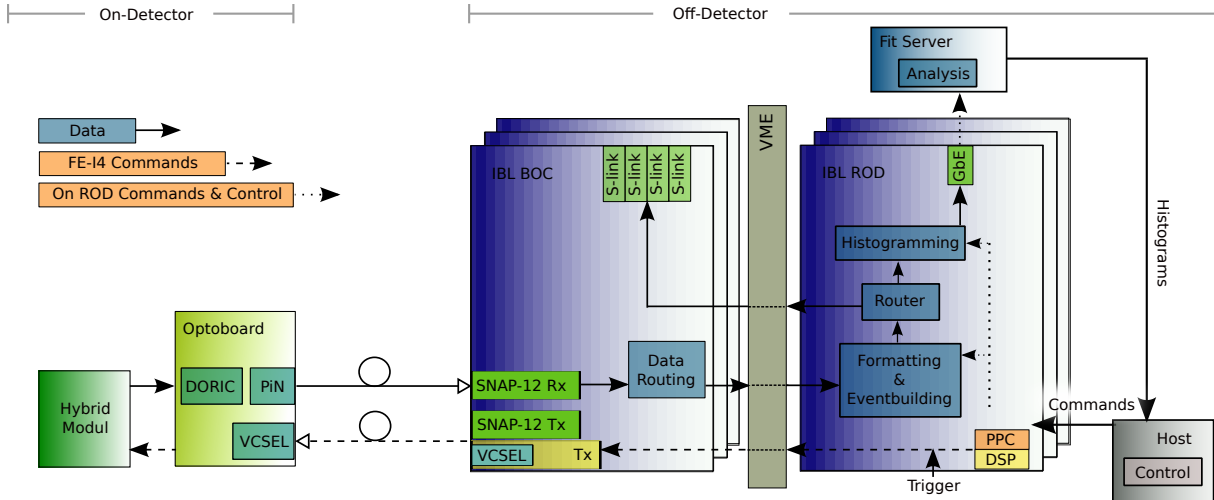 On-Detector
Off-Detector
Fit Server
Analysis
Data
FE-I4 Commands
On ROD Commands & Control
IBL BOC
S-link
S-link
S-link
S-link
VME
IBL ROD
GbE
Histogramming
Histograms
Router
Optoboard
DORIC
PiN
Hybrid
Modul
VCSEL
SNAP-12 Rx
Data
Routing
Formatting
&
Eventbuilding
SNAP-12 Tx
VCSEL
Tx
Commands
PPC
DSP
Trigger
Host
Control